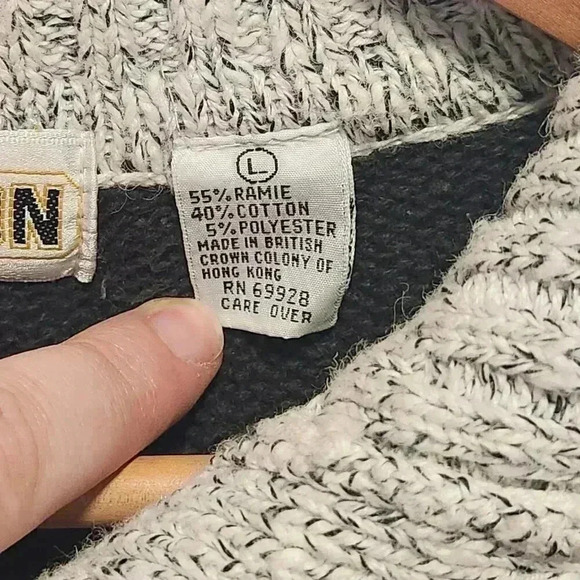 N
L
55% RAMIE
40% COTTON
5% POLYESTER
MADE IN BRITISH
CROWN COLONY OF
HONG KONG
RN 69928
CARE OVER